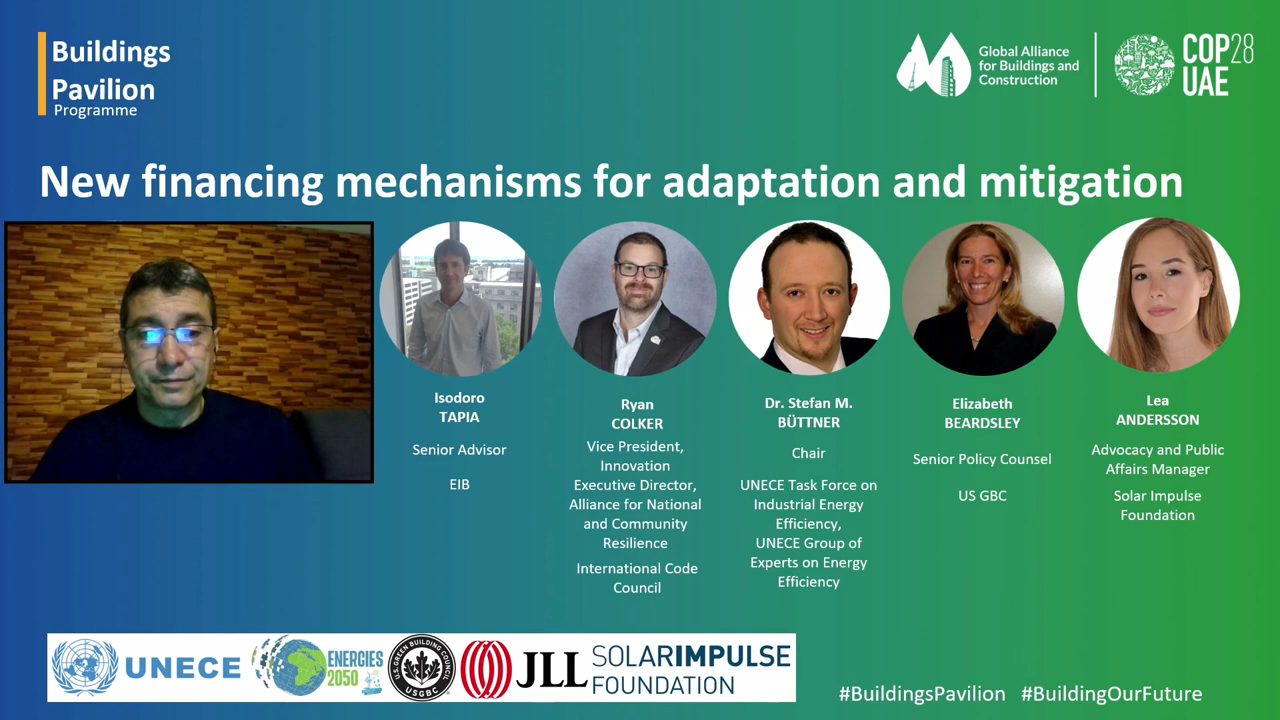 Buildings
Pavilion
Programme
Global Alliance
for Buildings and
Construction
COP28
UAE
New financing mechanisms for adaptation and mitigation
Isodoro
TAPIA
Senior Advisor
EIB
Ryan
COLKER
Vice President,
Innovation
Executive Director,
Alliance for National
and Community
Resilience
International Code
Council
Dr. Stefan M.
BÜTTNER
Chair
UNECE Task Force on
Industrial Energy
Efficiency,
UNECE Group of
Experts on Energy
Efficiency
Elizabeth
BEARDSLEY
Senior Policy Counsel
US GBC
Lea
ANDERSSON
Advocacy and Public
Affairs Manager
Solar Impulse
Foundation
UNECE
ENERGIES
2050
U.S. GREEN BUILDING COUNCIL
USGBC
JLL
SOLARIMPULSE
FOUNDATION
#BuildingsPavilion #BuildingOurFuture